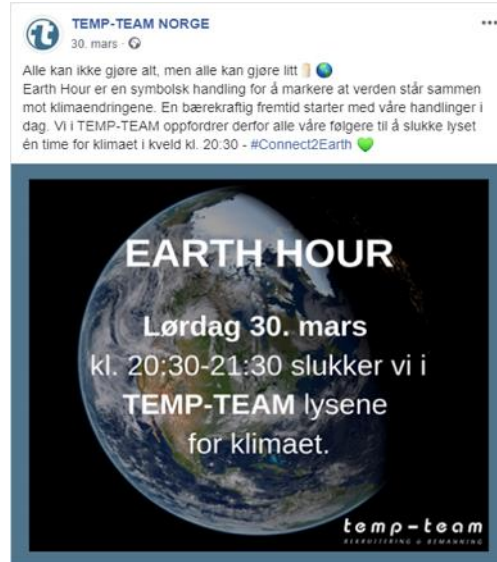 TEMP-TEAM NORGE
30. mars ·
Alle kan ikke gjøre alt, men alle kan gjøre litt
Earth Hour er en symbolsk handling for å markere at verden står sammen
mot klimaendringene. En bærekraftig fremtid starter med våre handlinger i
dag. Vi i TEMP-TEAM oppfordrer derfor alle våre følgere til å slukke lyset
én time for klimaet i kveld kl. 20:30 - #Connect2Earth
EARTH HOUR
Lørdag 30. mars
kl. 20:30-21:30 slukker vi i
TEMP-TEAM lysene
for klimaet.
temp-team
REKRUTTERING & BEMANNING